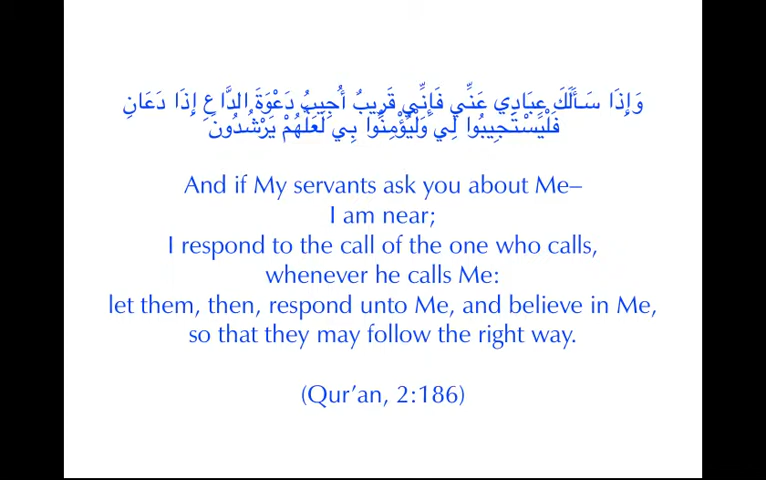 وَإِذَا سَأَلَكَ عِبَادِي عَنِّي فَإِنِّي قَرِيبٌ أُجِيبُ دَعْوَةَ الدَّاعِ إِذَا دَعَانِ
فَلْيَسْتَجِيبُوا لِي وَلْيُؤْمِنُوا بِي لَعَلَّهُمْ يَرْشُدُونَ
And if My servants ask you about Me–
I am near;
I respond to the call of the one who calls,
whenever he calls Me:
let them, then, respond unto Me, and believe in Me,
so that they may follow the right way.
(Qur’an, 2:186)